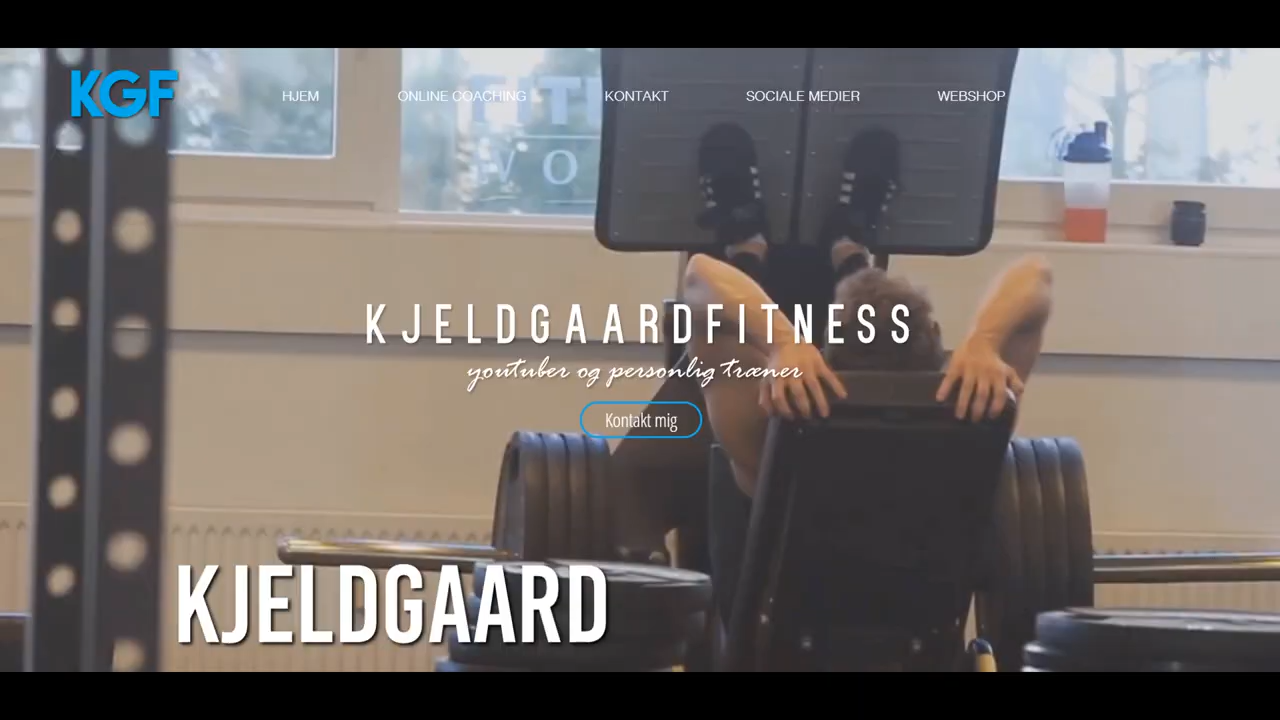 KGF
HJEM ONLINE COACHING KONTAKT SOCIALE MEDIER WEBSHOP
KJELDGAARDFITNESS
youtuber og personlig træner
Kontakt mig
KJELDGAARD